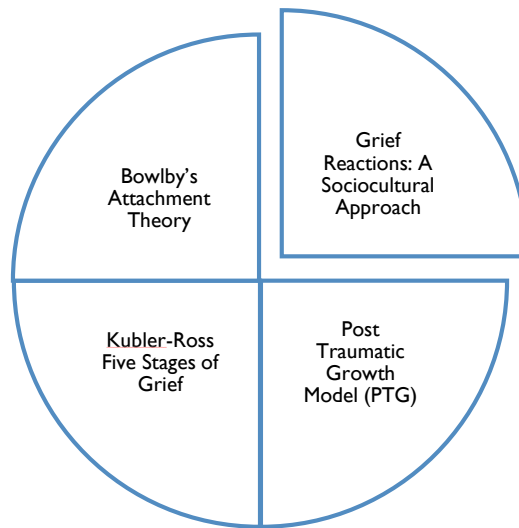 Bowlby's
Attachment
Theory
Grief
Reactions: A
Sociocultural
Approach
Kubler-Ross
Five Stages of
Grief
Post
Traumatic
Growth
Model (PTG)